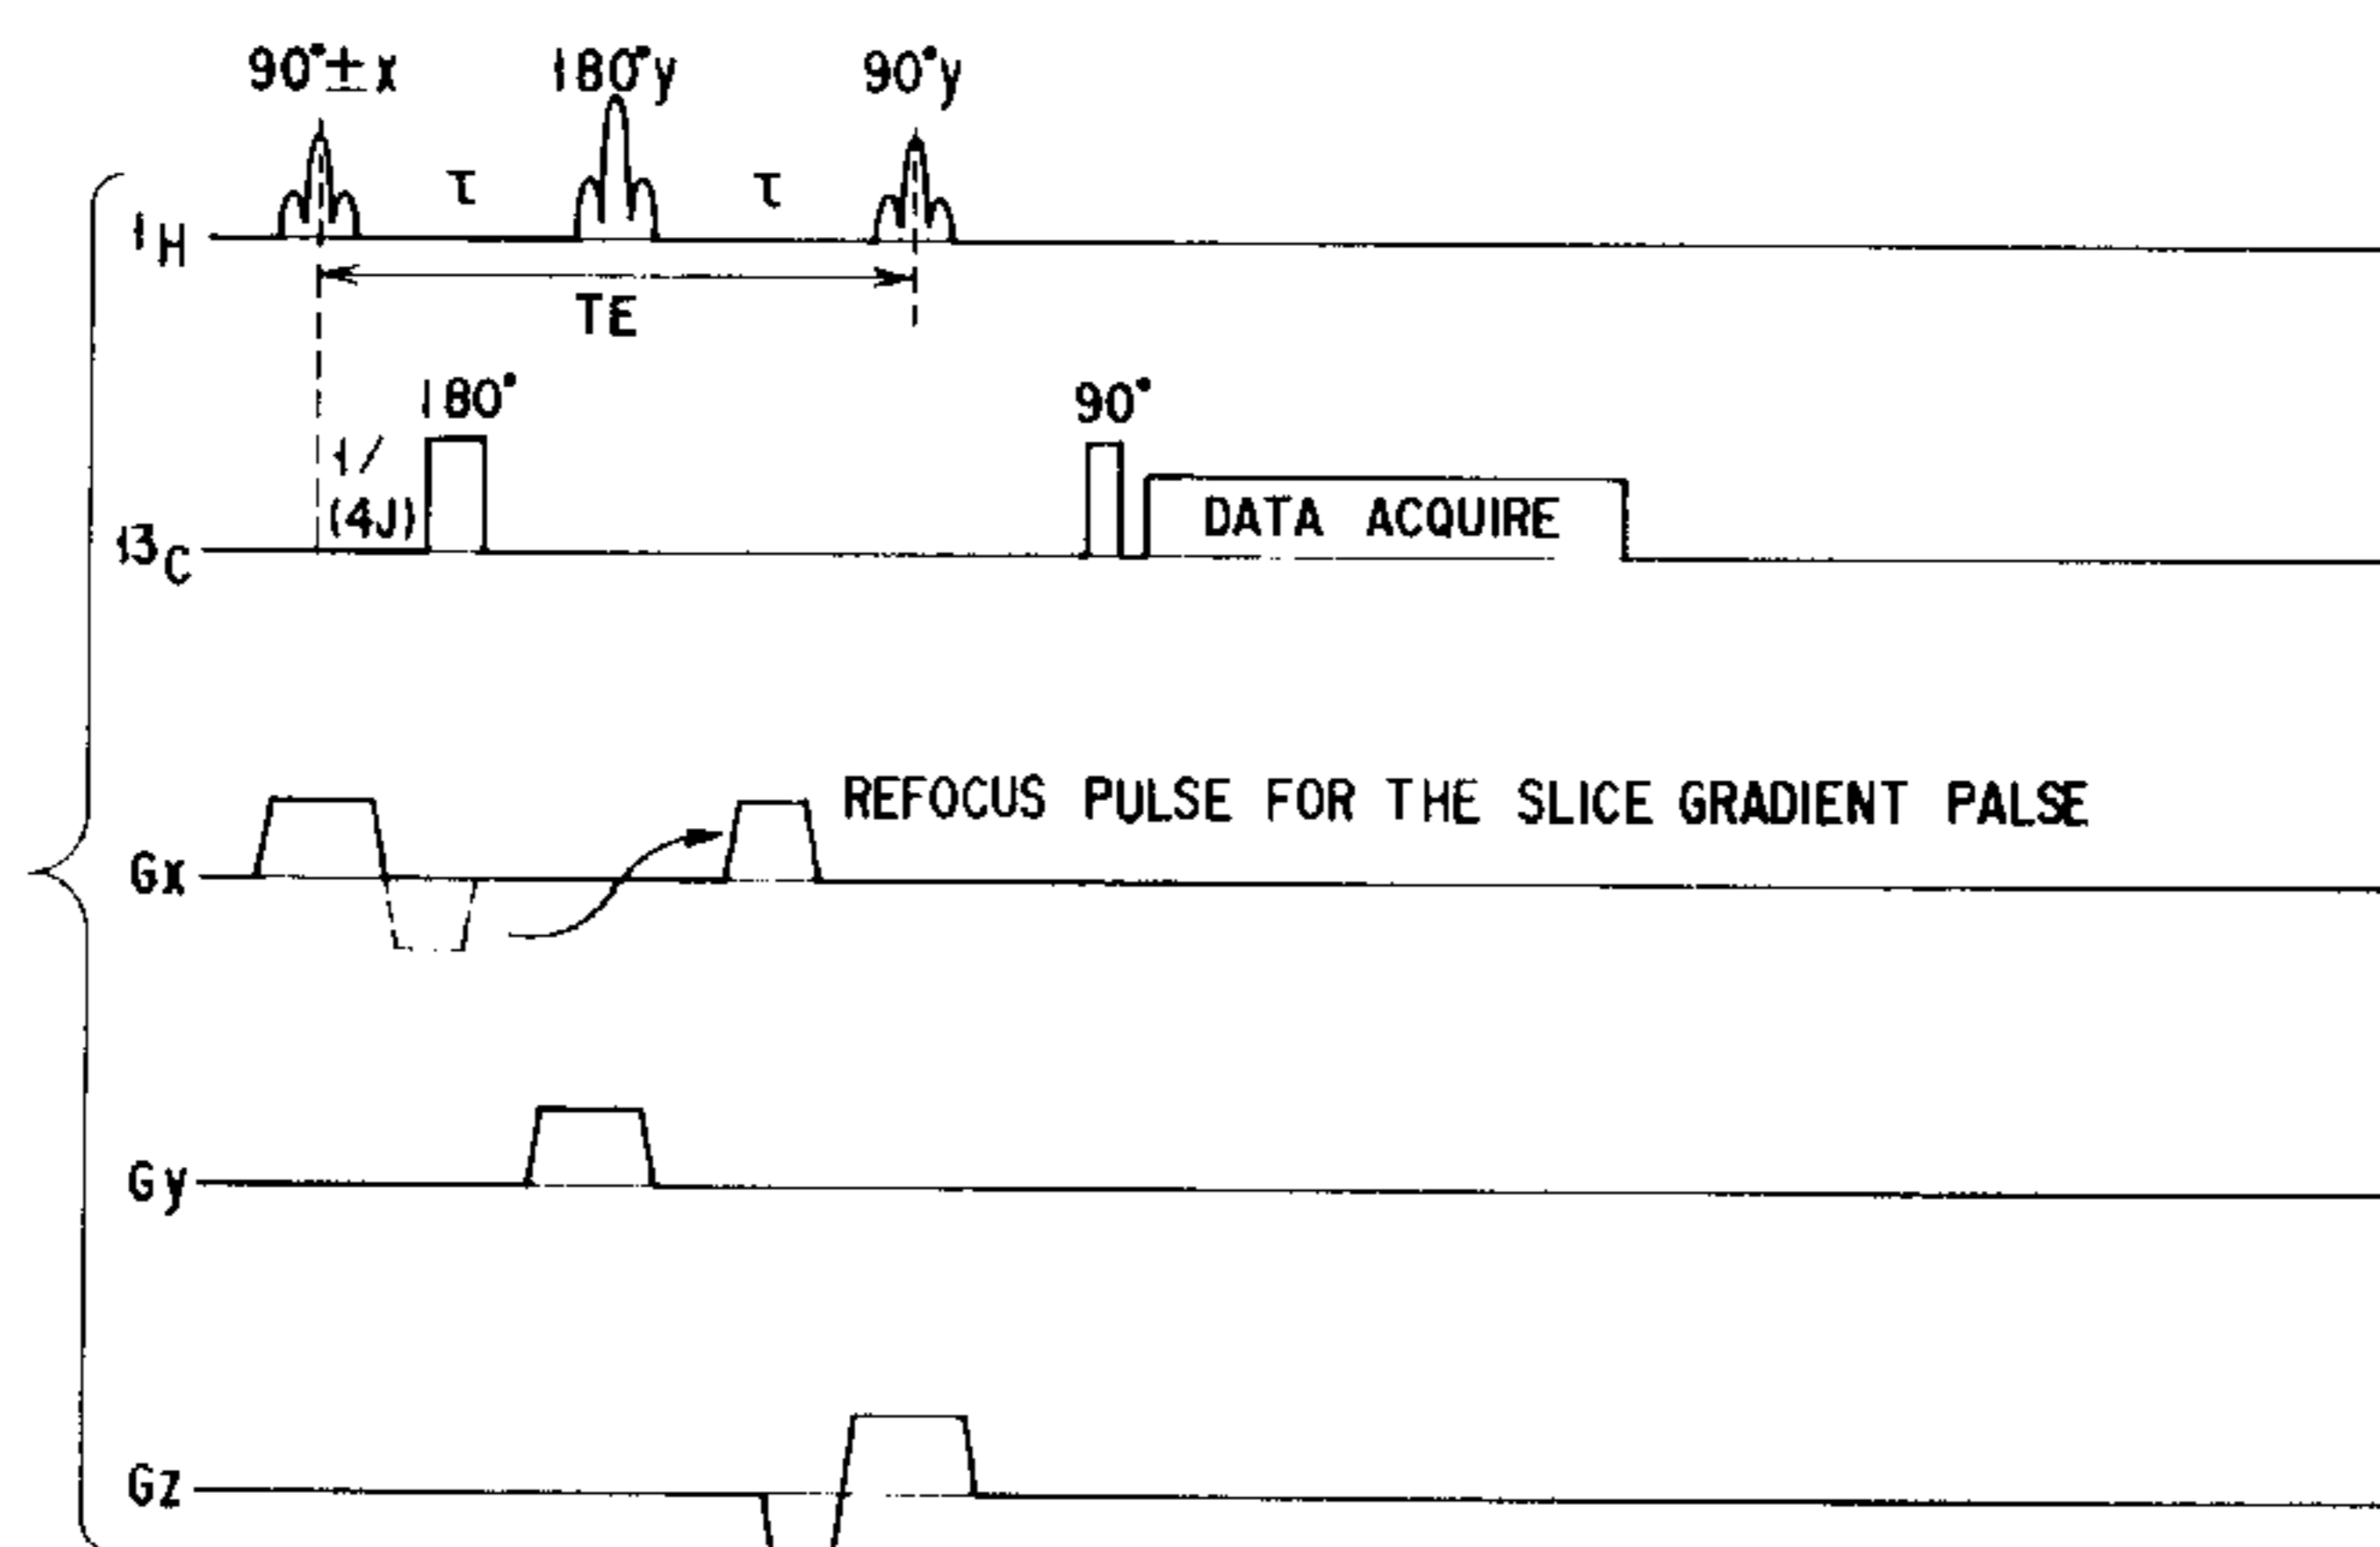 90°±x 180°y 90°y
τ τ
1H
TE
180° 90°
1/
(4J)
DATA ACQUIRE
13C
REFOCUS PULSE FOR THE SLICE GRADIENT PALSE
Gx
Gy
Gz